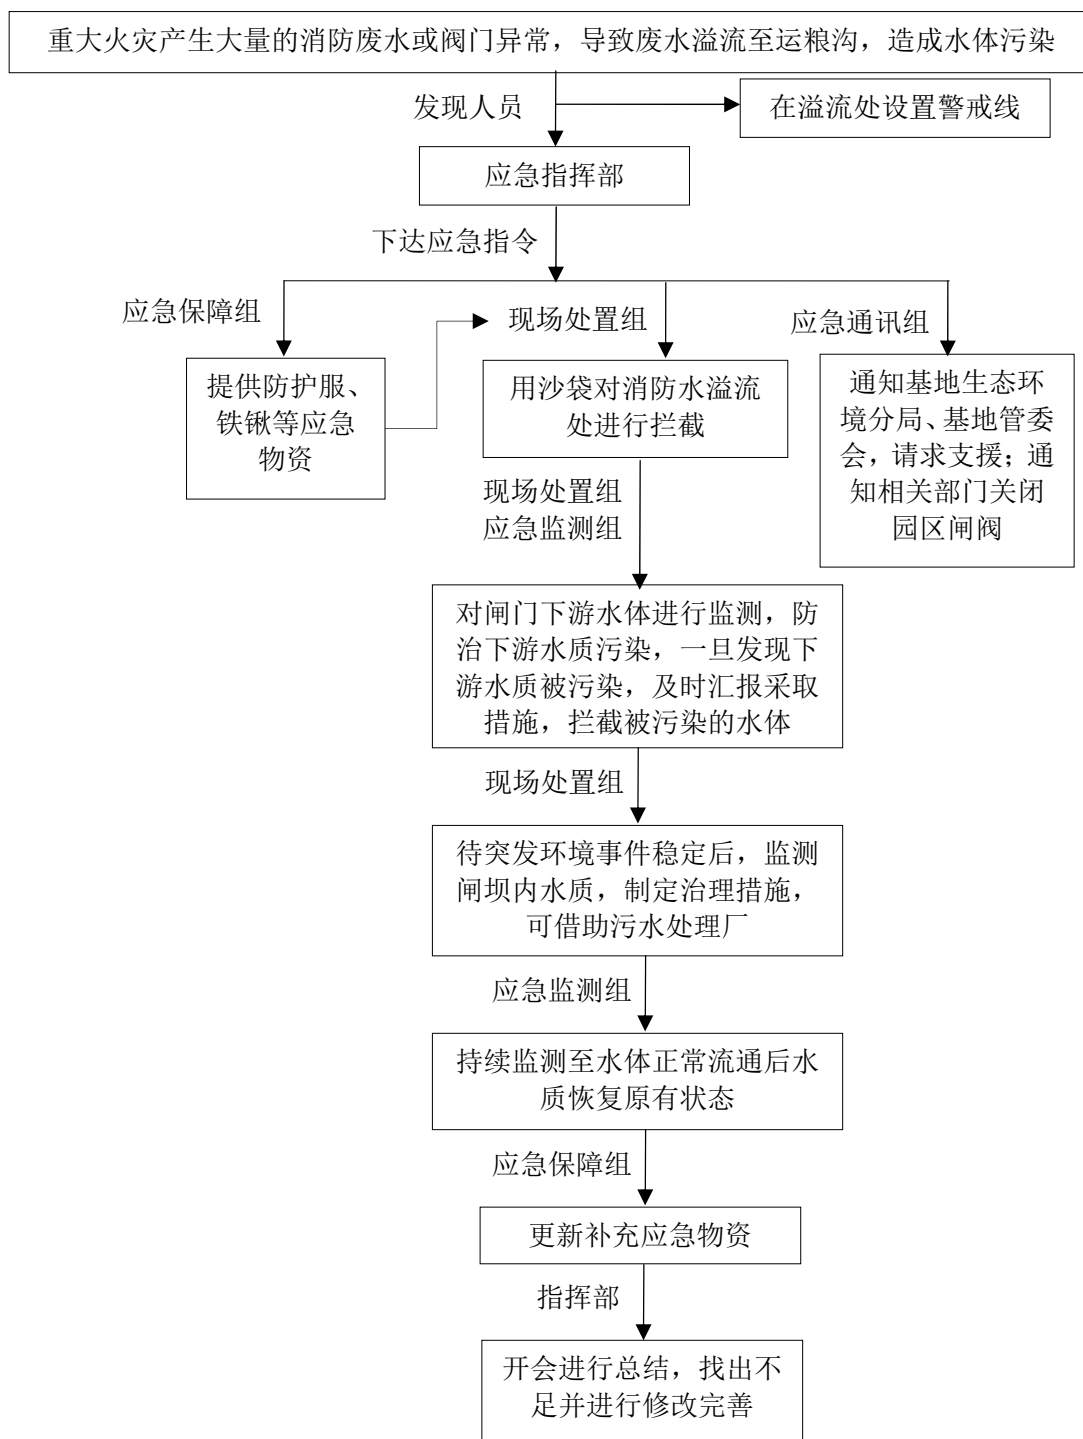 重大火灾产生大量的消防废水或阀门异常，导致废水溢流至运粮沟，造成水体污染
发现人员
在溢流处设置警戒线
应急指挥部
下达应急指令
应急保障组
现场处置组
应急通讯组
提供防护服、
铁锹等应急
物资
用沙袋对消防水溢流
处进行拦截
通知基地生态环
境分局、基地管委
会，请求支援；通
知相关部门关闭
园区闸阀
现场处置组
应急监测组
对闸门下游水体进行监测，防
治下游水质污染，一旦发现下
游水质被污染，及时汇报采取
措施，拦截被污染的水体
现场处置组
待突发环境事件稳定后，监测
闸坝内水质，制定治理措施，
可借助污水处理厂
应急监测组
持续监测至水体正常流通后水
质恢复原有状态
应急保障组
更新补充应急物资
指挥部
开会进行总结，找出不
足并进行修改完善